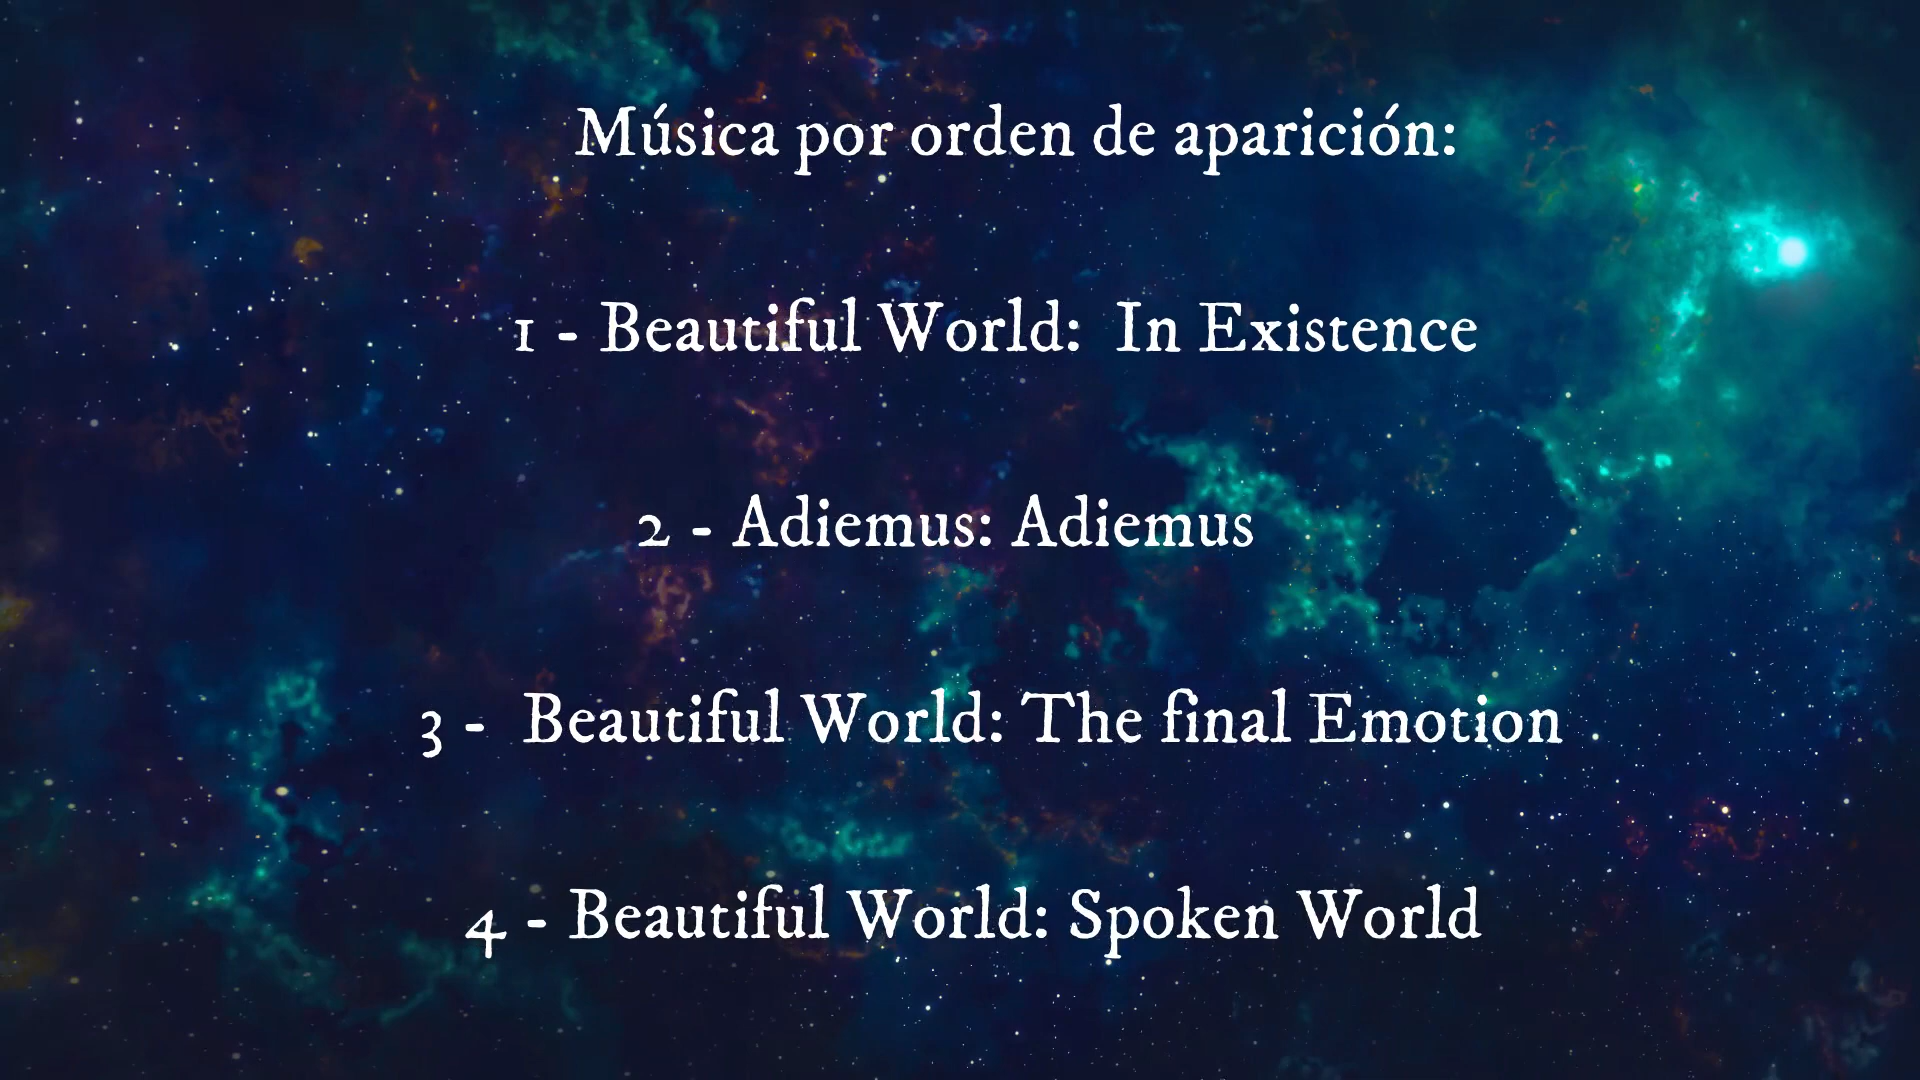 Música por orden de aparición:
1 - Beautiful World:  In Existence
2 - Adiemus: Adiemus
3 -  Beautiful World: The final Emotion
4 - Beautiful World: Spoken World